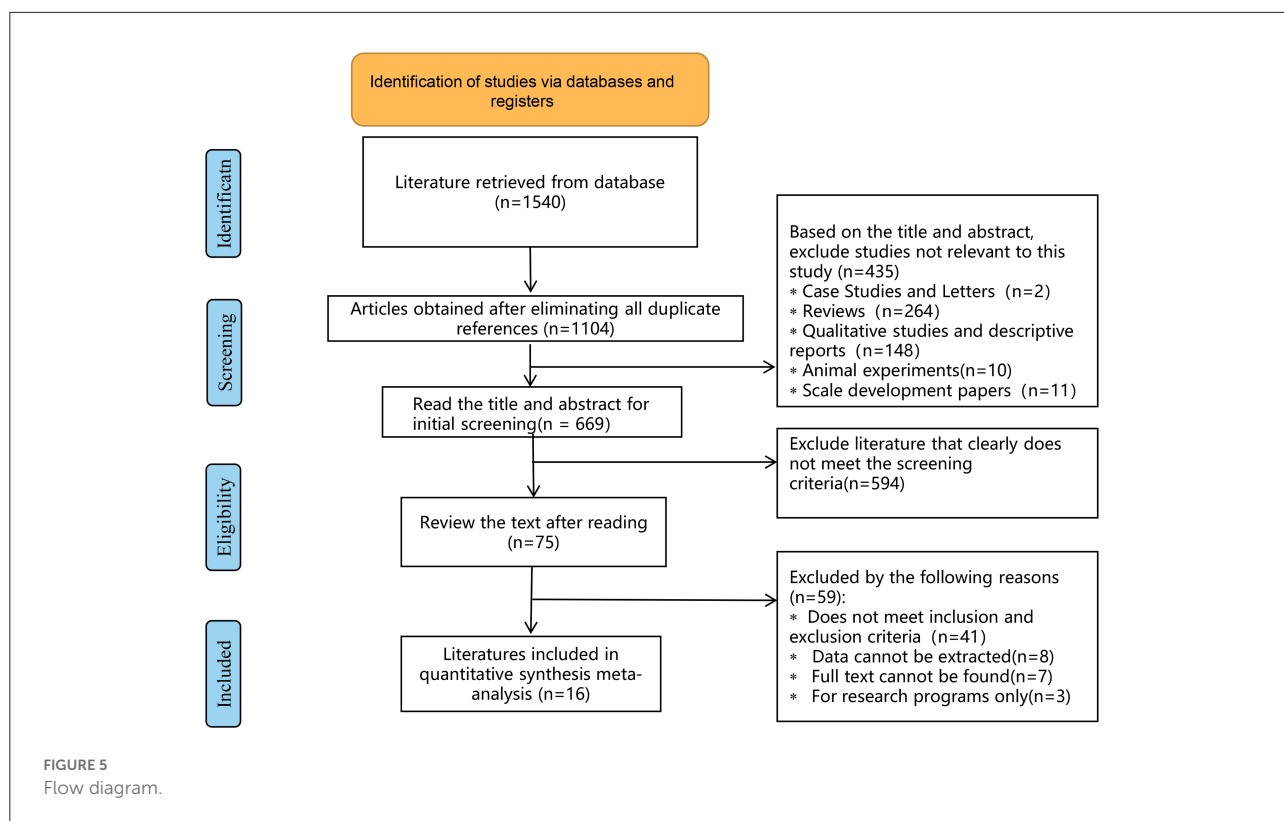 Identification of studies via databases and
registers
Identificatn
Literature retrieved from database
(n=1540)
Based on the title and abstract,
exclude studies not relevant to this
study (n=435)
* Case Studies and Letters (n=2)
* Reviews (n=264)
* Qualitative studies and descriptive
reports (n=148)
* Animal experiments(n=10)
* Scale development papers (n=11)
Screening
Articles obtained after eliminating all duplicate
references (n=1104)
Read the title and abstract for
initial screening(n = 669)
Exclude literature that clearly does
not meet the screening
criteria(n=594)
Eligibility
Review the text after reading
(n=75)
Excluded by the following reasons
(n=59):
* Does not meet inclusion and
exclusion criteria (n=41)
* Data cannot be extracted(n=8)
* Full text cannot be found(n=7)
* For research programs only(n=3)
Included
Literatures included in
quantitative synthesis meta-
analysis (n=16)
FIGURE 5
Flow diagram.